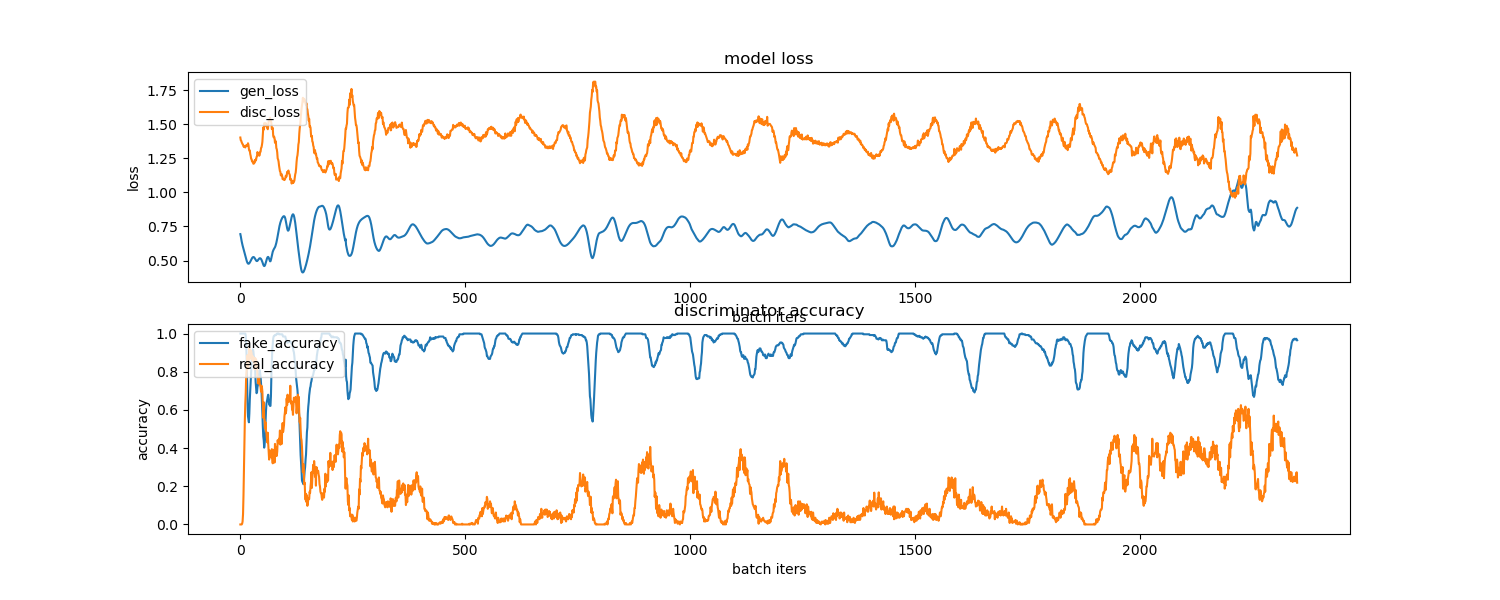 model loss
gen_loss
disc_loss
loss
1.75
1.50
1.25
1.00
0.75
0.50
0
500
1000
1500
2000
batch iters
discriminator accuracy
fake_accuracy
real_accuracy
accuracy
1.0
0.8
0.6
0.4
0.2
0.0
0
500
1000
1500
2000
batch iters